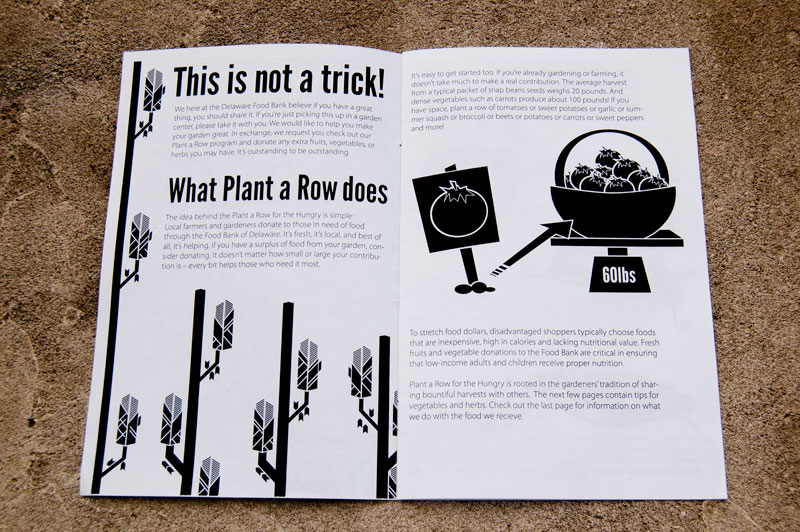 This is not a trick!
We here at the Delaware Food Bank believe if you have a great
thing, you should share it. If you're just picking this up in a garden
center, please take it with you. We would like to help you make
your garden great. In exchange, we request you check out our
Plant a Row program and donate any extra fruits, vegetables, or
herbs you may have. It's outstanding to be outstanding.
What Plant a Row does
The idea behind the Plant a Row for the Hungry is simple:
Local farmers and gardeners donate to those in need of food
through the Food Bank of Delaware. It's fresh, it's local, and best of
all, it's helping. If you have a surplus of food from your garden, con-
sider donating. It doesn't matter how small or large your contribu-
tion is – every bit helps those who need it most.
It's easy to get started too. If you're already gardening or farming, it
doesn't take much to make a real contribution. The average harvest
from a typical packet of snap beans seeds weighs 20 pounds. And
dense vegetables such as carrots produce about 100 pounds! If you
have space, plant a row of tomatoes or sweet potatoes or garlic or sum-
mer squash or broccoli or beets or potatoes or carrots or sweet peppers
and more!
60lbs
To stretch food dollars, disadvantaged shoppers typically choose foods
that are inexpensive, high in calories and lacking nutritional value. Fresh
fruits and vegetable donations to the Food Bank are critical in ensuring
that low-income adults and children receive proper nutrition.
Plant a Row for the Hungry is rooted in the gardeners' tradition of shar-
ing bountiful harvests with others. The next few pages contain tips for
vegetables and herbs. Check out the last page for information on what
we do with the food we recieve.